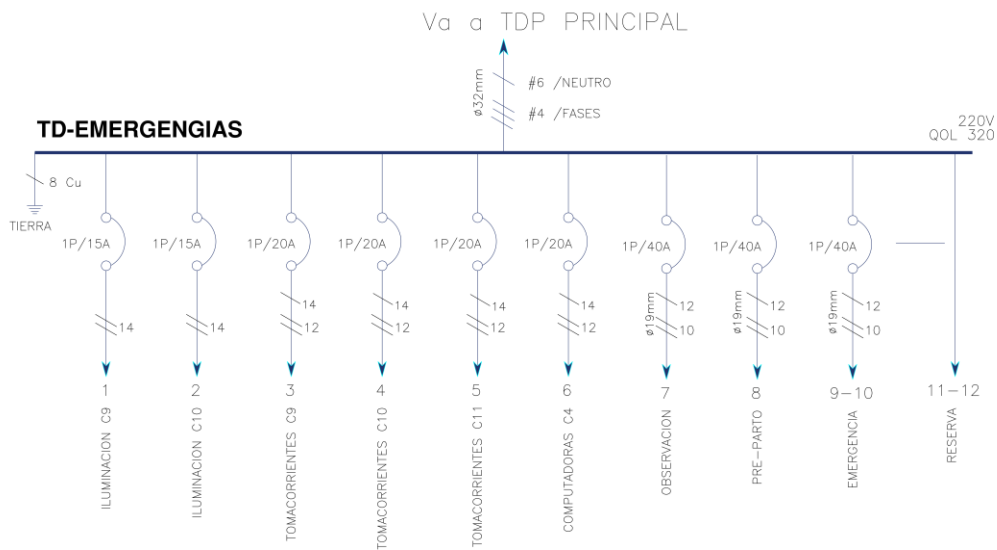 Va a TDP PRINCIPAL
ø32mm
#6 /NEUTRO
#4 /FASES
TD-EMERGENGIAS
220V
QOL 320
8 Cu
TIERRA
1P/15A
1P/15A
1P/20A
1P/20A
1P/20A
1P/20A
1P/40A
1P/40A
1P/40A
14
14
14
12
14
12
14
12
14
12
ø19mm
12
10
ø19mm
12
10
ø19mm
12
10
1
2
3
4
5
6
7
8
9-10
11-12
ILUMINACION C9
ILUMINACION C10
TOMACORRIENTES C9
TOMACORRIENTES C10
TOMACORRIENTES C11
COMPUTADORAS C4
OBSERVACION
PRE-PARTO
EMERGENCIA
RESERVA